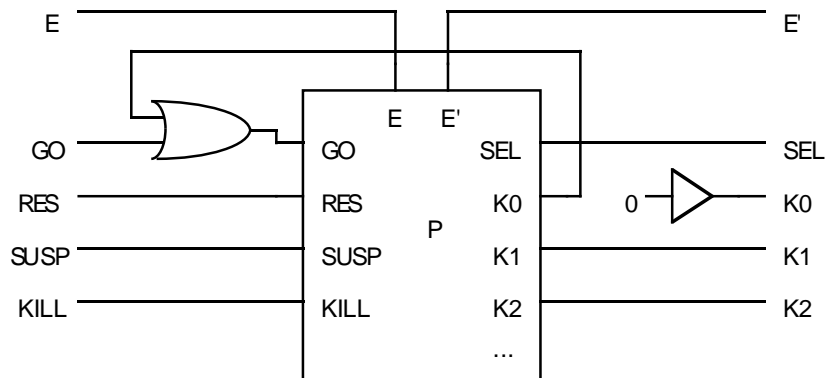 E E'
E E'
GO GO SEL SEL
RES RES K0 0 K0
P
SUSP SUSP K1 K1
KILL KILL K2 K2
...